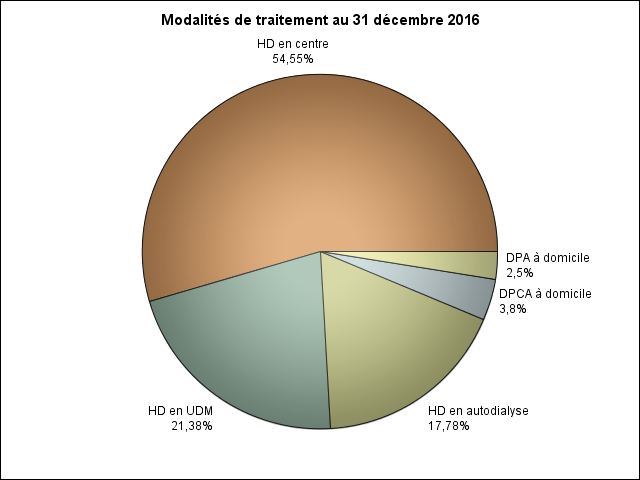 Modalités de traitement au 31 décembre 2016
HD en centre
54,55%
DPA à domicile
2,5%
DPCA à domicile
3,8%
HD en UDM
21,38%
HD en autodialyse
17,78%